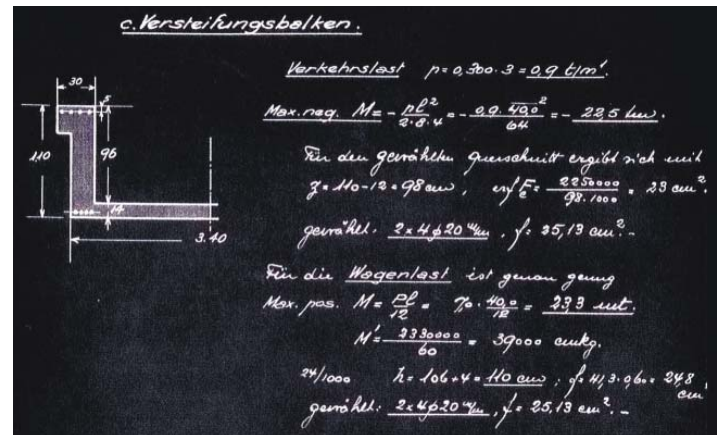 c. Versteifungsbalken.
Verkehrslast p = 0,300 · 3 = 0,9 t/m'.
30
5
110
96
14
3.40
Max. neg. M = - pl²/2·8·4 = - 0,9 · 40,0²/64 = - 22,5 tm.
Für den gewählten Querschnitt ergibt sich mit
z = 110 - 12 = 98 cm, erf Fe = 2250000/98 · 1000 = 23 cm².
gewählt. 2 x 4 ϕ 20 m/m, f = 25,13 cm². -
Für die Wagenlast ist genau genug
Max. pos. M = Pl/12 = 7,0 · 40,0/12 = 23,3 mt.
M' = 2330000/60 = 39000 cmkg.
24/1000 h = 106 + 4 = 110 cm; f = 41,3 · 0,60 = 24,8 cm²
gewählt: 2 x 4 ϕ 20 m/m, f = 25,13 cm². -